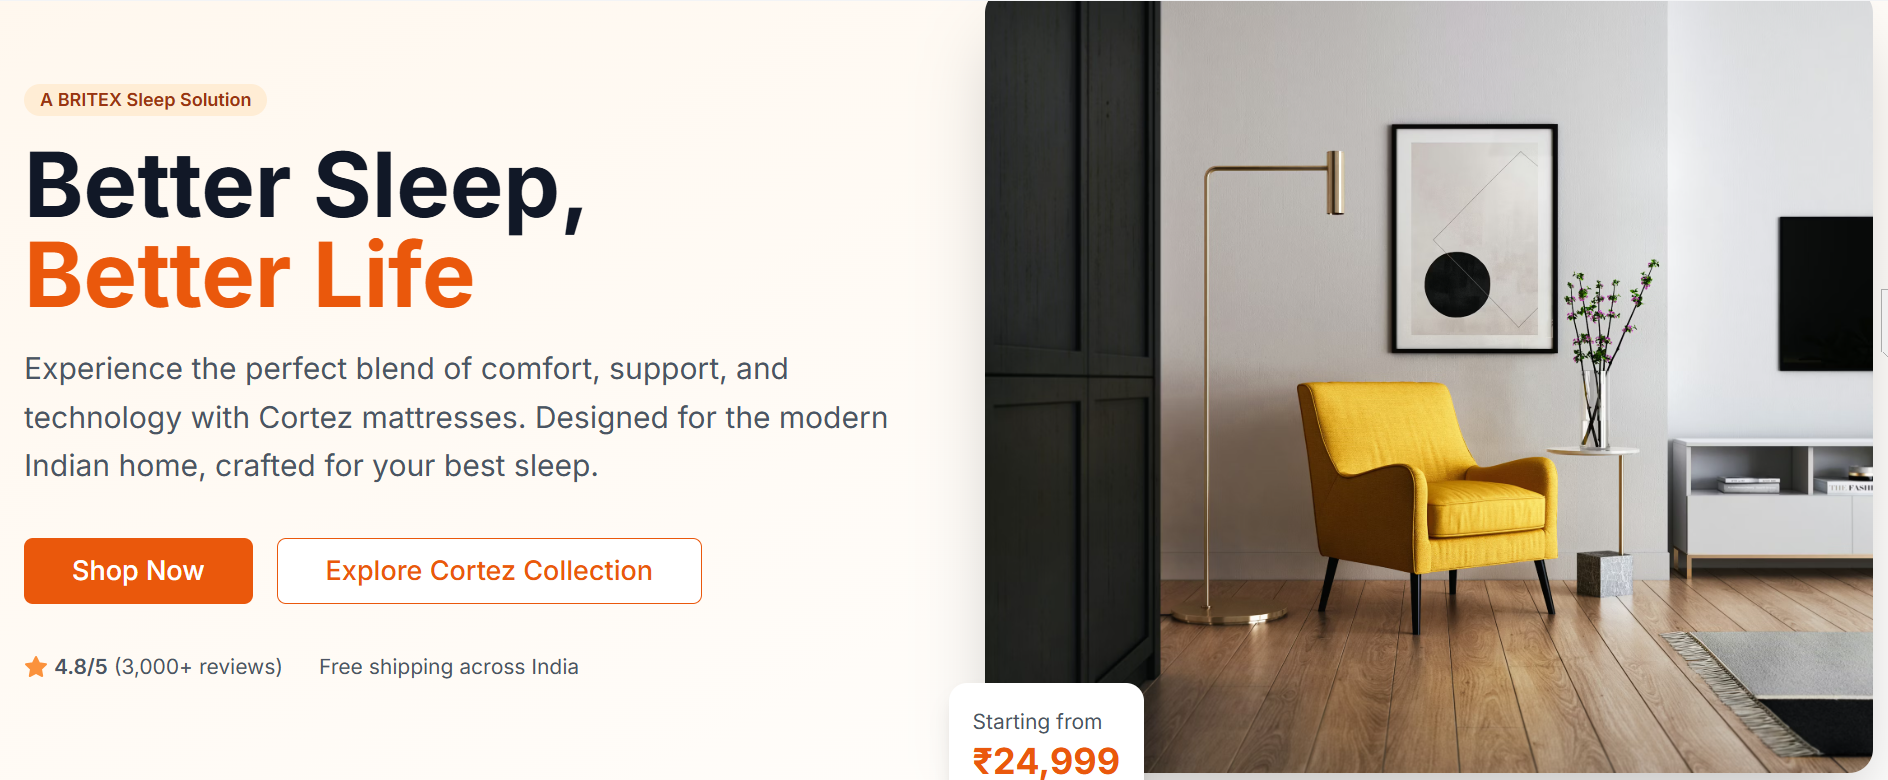 A BRITEX Sleep Solution
Better Sleep,
Better Life
Experience the perfect blend of comfort, support, and
technology with Cortez mattresses. Designed for the modern
Indian home, crafted for your best sleep.
Shop Now
Explore Cortez Collection
4.8/5 (3,000+ reviews)
Free shipping across India
Starting from
₹24,999